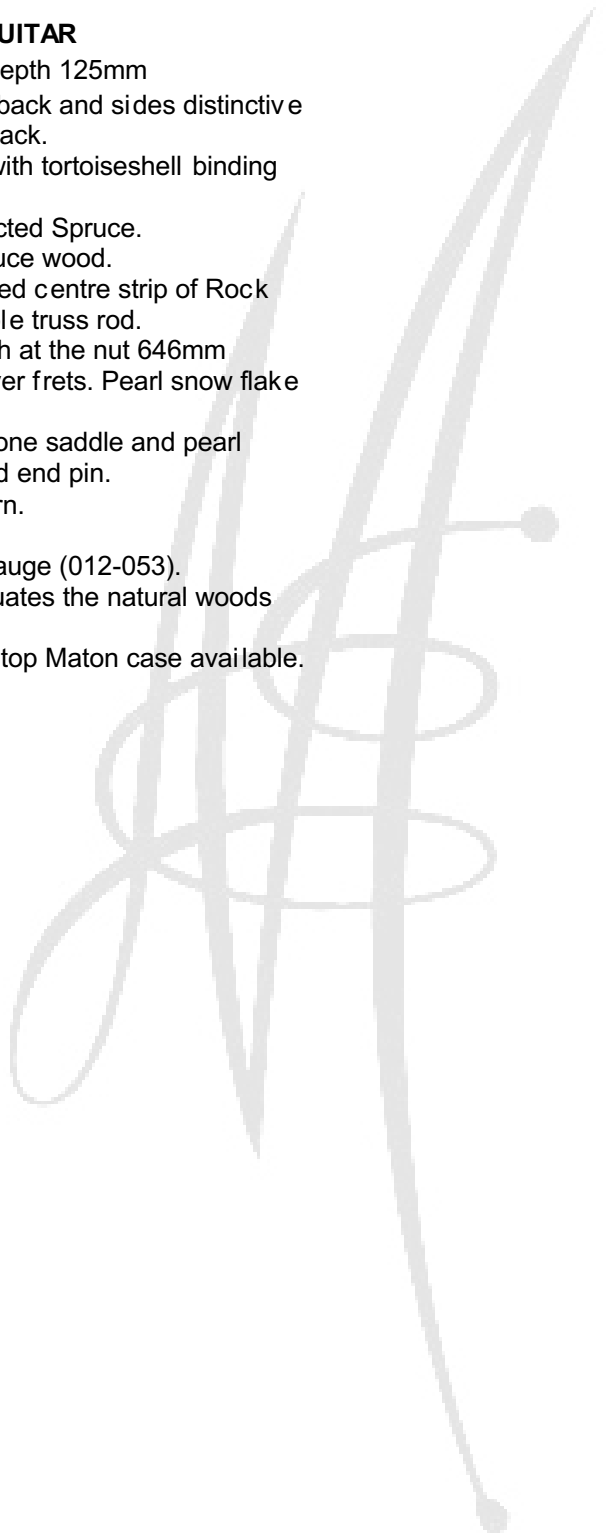 UITAR
epth 125mm
back and sides distinctive
ack.
with tortoiseshell binding
cted Spruce.
uce wood.
ed centre strip of Rock
le truss rod.
h at the nut 646mm
er frets. Pearl snow flake
one saddle and pearl
d end pin.
rn.
auge (012-053).
uates the natural woods
top Maton case available.